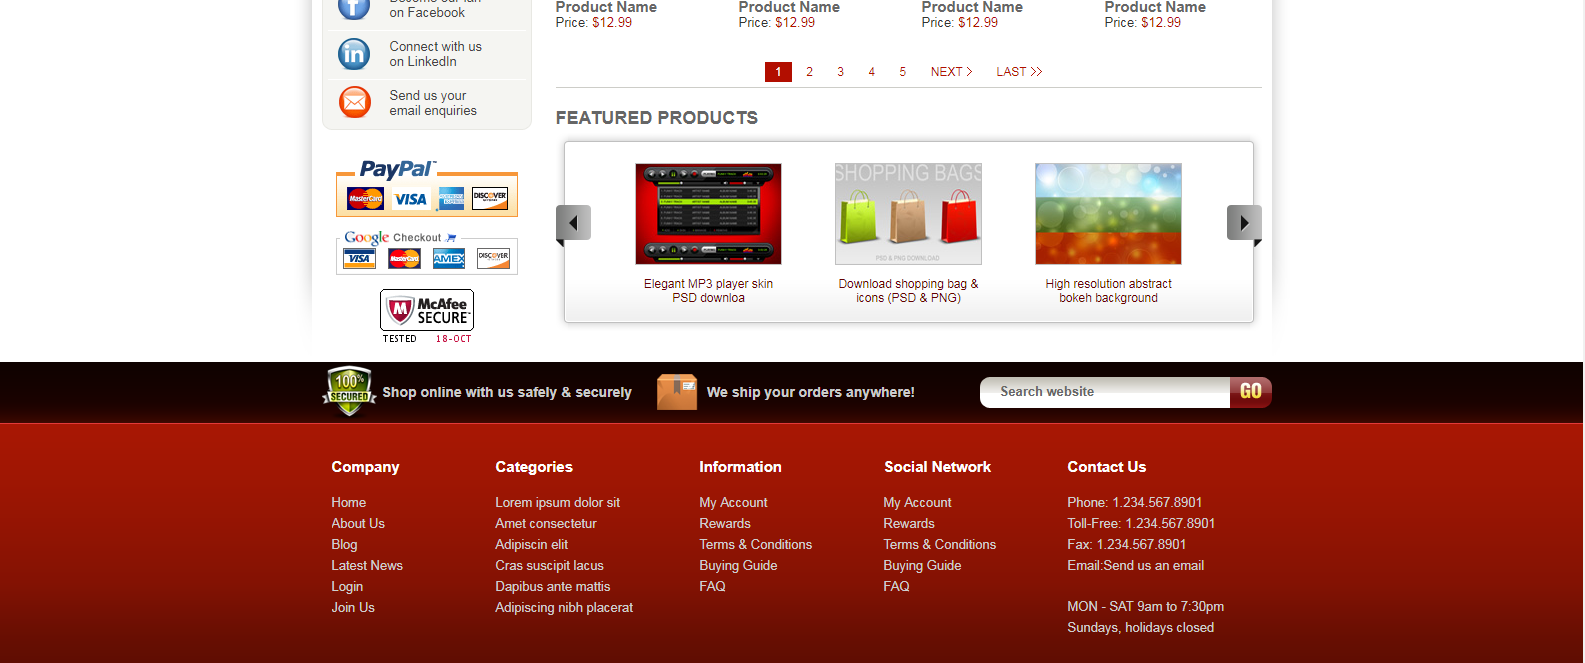 Become our fan
on Facebook
Connect with us
on LinkedIn
Send us your
email enquiries
PayPal™
MasterCard VISA DISCOVER
Google Checkout
VISA MasterCard AMEX DISCOVER
McAfee
SECURE™
TESTED 18-OCT
Product Name Product Name Product Name Product Name
Price: $12.99 Price: $12.99 Price: $12.99 Price: $12.99
1 2 3 4 5 NEXT > LAST >>
FEATURED PRODUCTS
SHOPPING BAGS
PSD & PNG DOWNLOAD
Elegant MP3 player skin
PSD downloa
Download shopping bag &
icons (PSD & PNG)
High resolution abstract
bokeh background
100%
SECURED
Shop online with us safely & securely
We ship your orders anywhere!
Search website
GO
Company
Home
About Us
Blog
Latest News
Login
Join Us
Categories
Lorem ipsum dolor sit
Amet consectetur
Adipiscin elit
Cras suscipit lacus
Dapibus ante mattis
Adipiscing nibh placerat
Information
My Account
Rewards
Terms & Conditions
Buying Guide
FAQ
Social Network
My Account
Rewards
Terms & Conditions
Buying Guide
FAQ
Contact Us
Phone: 1.234.567.8901
Toll-Free: 1.234.567.8901
Fax: 1.234.567.8901
Email:Send us an email
MON - SAT 9am to 7:30pm
Sundays, holidays closed